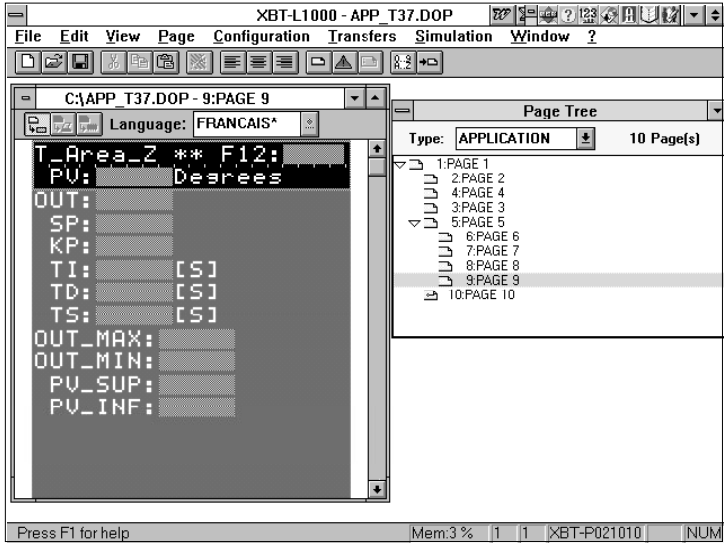 XBT-L1000 - APP_T37.DOP
File Edit View Page Configuration Transfers Simulation Window ?
C:\APP_T37.DOP - 9:PAGE 9
Language: FRANCAIS*
T_Area_Z ** F12:
PV: Degrees
OUT:
SP:
KP:
TI: [S]
TD: [S]
TS: [S]
OUT_MAX:
OUT_MIN:
PV_SUP:
PV_INF:
Page Tree
Type: APPLICATION 10 Page(s)
1:PAGE 1
2:PAGE 2
4:PAGE 4
3:PAGE 3
5:PAGE 5
6:PAGE 6
7:PAGE 7
8:PAGE 8
9:PAGE 9
10:PAGE 10
Press F1 for help Mem:3 % 1 1 XBT-P021010 NUM